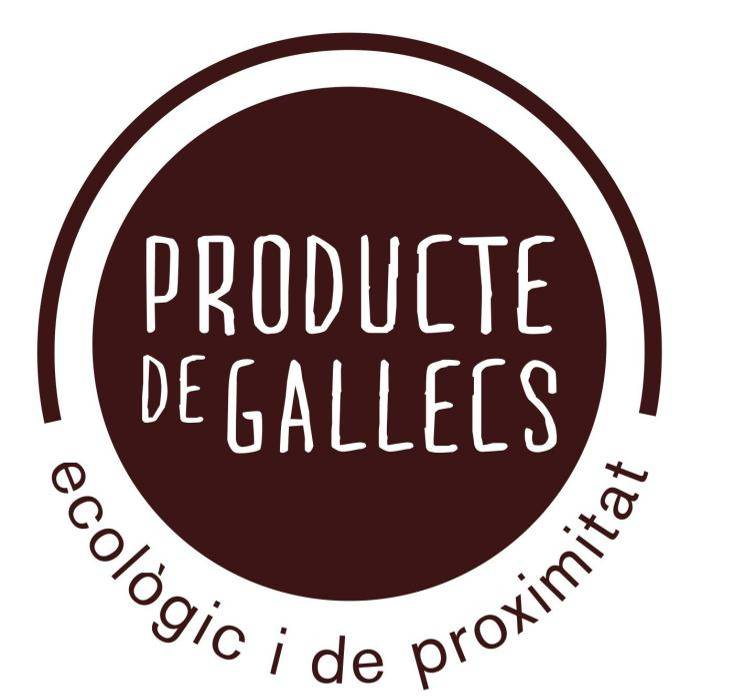 PRODUCTE
DE GALLECS
ecològic i de proximitat